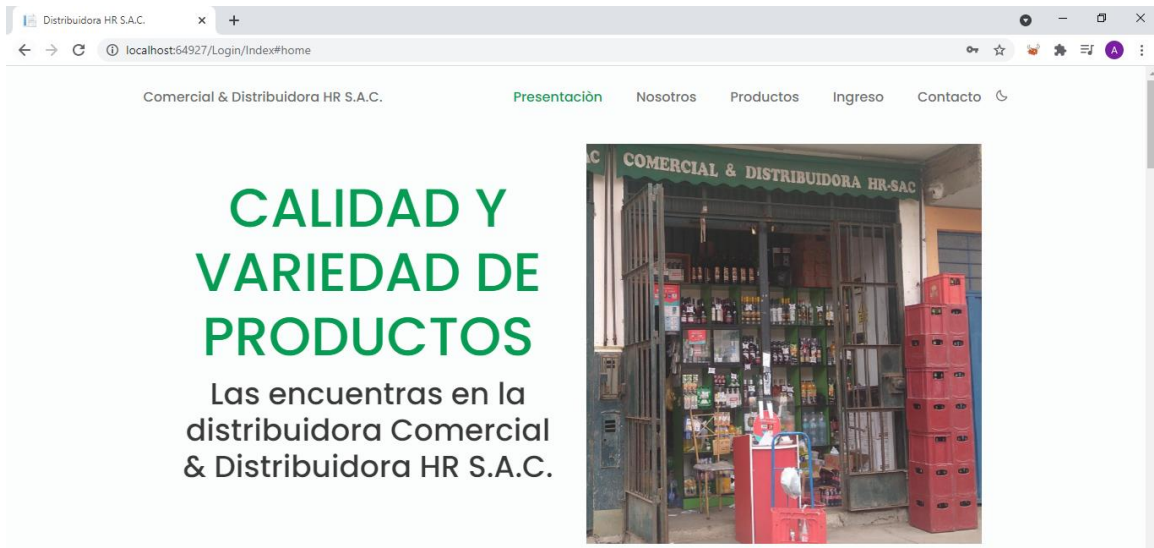 Distribuidora HR S.A.C.
localhost:64927/Login/Index#home
A
Comercial & Distribuidora HR S.A.C.
Presentaciòn Nosotros Productos Ingreso Contacto
CALIDAD Y
VARIEDAD DE
PRODUCTOS
Las encuentras en la
distribuidora Comercial
& Distribuidora HR S.A.C.
AC COMERCIAL & DISTRIBUIDORA HR-SAC